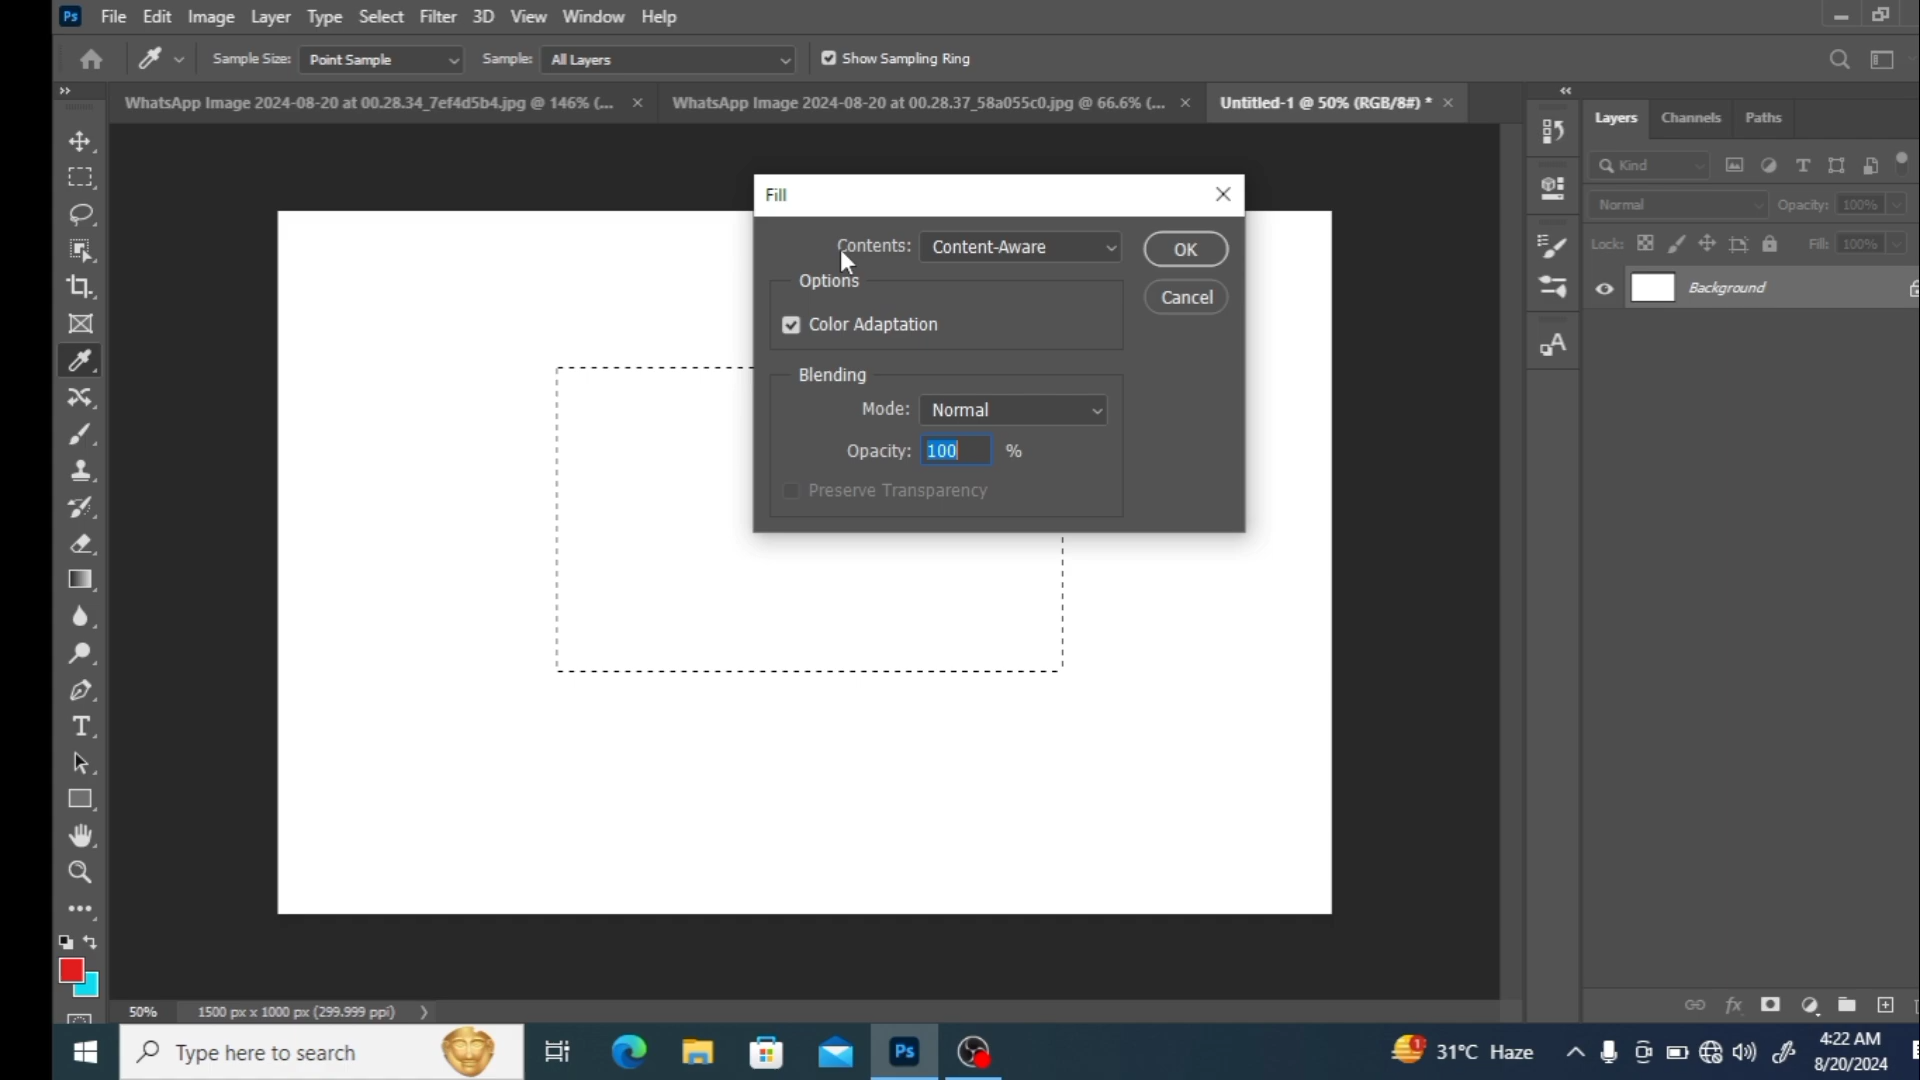 Ps File Edit Image Layer Type Select Filter 3D View Window Help
Sample Size: Point Sample Sample: All Layers Show Sampling Ring
WhatsApp Image 2024-08-20 at 00.28.34_7ef4d5b4.jpg @ 146% (... × WhatsApp Image 2024-08-20 at 00.28.37_58a055c0.jpg @ 66.6% (... × Untitled-1 @ 50% (RGB/8#) * ×
Layers Channels Paths
Kind
Normal Opacity: 100%
Lock: Fill: 100%
Background
Fill
Contents: Content-Aware OK
Options
Cancel
Color Adaptation
Blending
Mode: Normal
Opacity: 100 %
Preserve Transparency
50% 1500 px x 1000 px (299.999 ppi)
Type here to search
Ps
1
31°C Haze
4:22 AM
8/20/2024